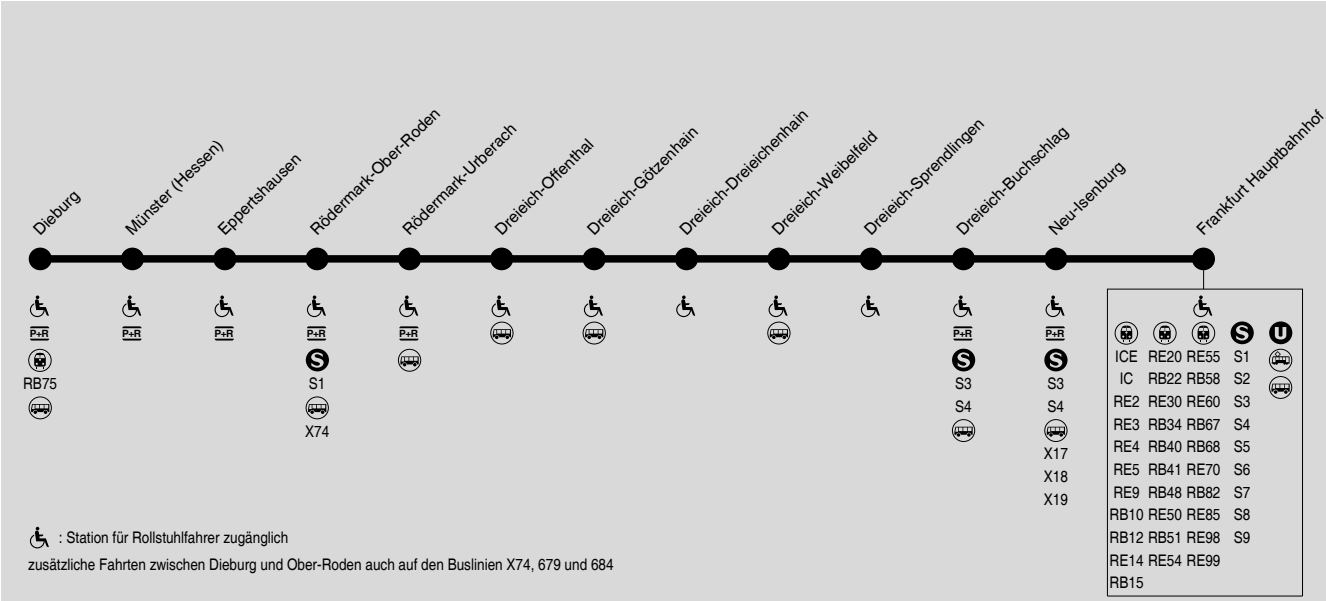 Dieburg
Münster (Hessen)
Eppertshausen
Rödermark-Ober-Roden
Rödermark-Urberach
Dreieich-Offenthal
Dreieich-Götzenhain
Dreieich-Dreieichenhain
Dreieich-Weibelfeld
Dreieich-Sprendlingen
Dreieich-Buchschlag
Neu-Isenburg
Frankfurt Hauptbahnhof
P+R
RB75
P+R
P+R
P+R
S
S1
X74
P+R
P+R
S
S3
S4
P+R
S
S3
S4
X17
X18
X19
S U
ICE RE20 RE55 S1
IC RB22 RB58 S2
RE2 RE30 RE60 S3
RE3 RB34 RB67 S4
RE4 RB40 RB68 S5
RE5 RB41 RE70 S6
RE9 RB48 RB82 S7
RB10 RE50 RE85 S8
RB12 RB51 RE98 S9
RE14 RE54 RE99
RB15
: Station für Rollstuhlfahrer zugänglich
zusätzliche Fahrten zwischen Dieburg und Ober-Roden auch auf den Buslinien X74, 679 und 684